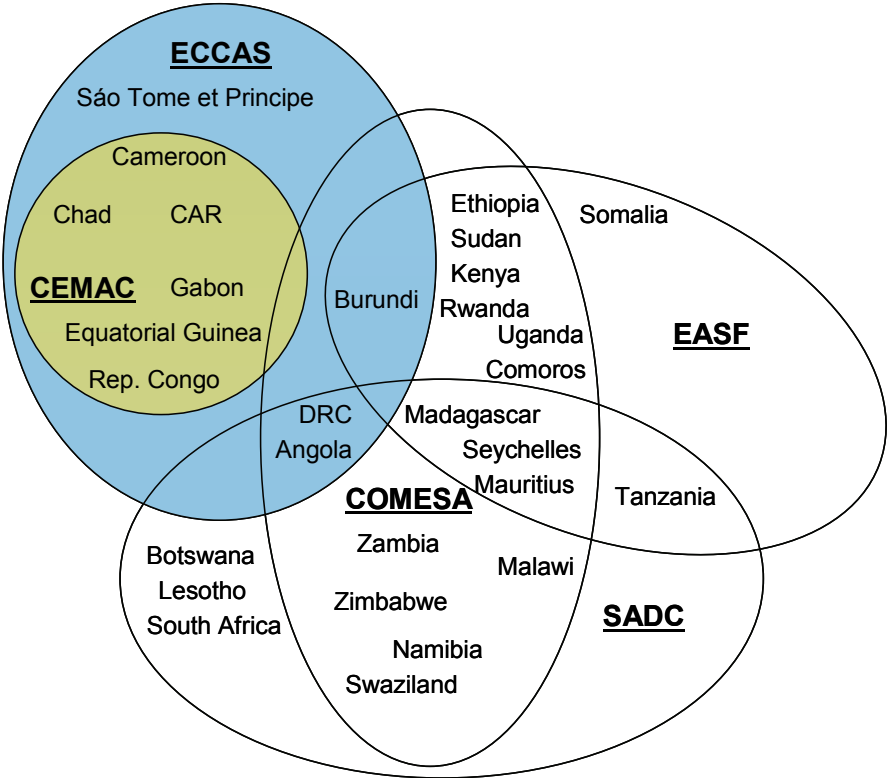 ECCAS
Sáo Tome et Principe
Cameroon
Chad
CAR
CEMAC
Gabon
Equatorial Guinea
Rep. Congo
Burundi
Ethiopia
Sudan
Kenya
Rwanda
Uganda
Comoros
Somalia
EASF
DRC
Angola
Madagascar
Seychelles
Mauritius
COMESA
Tanzania
Botswana
Lesotho
South Africa
Zambia
Malawi
Zimbabwe
Namibia
Swaziland
SADC